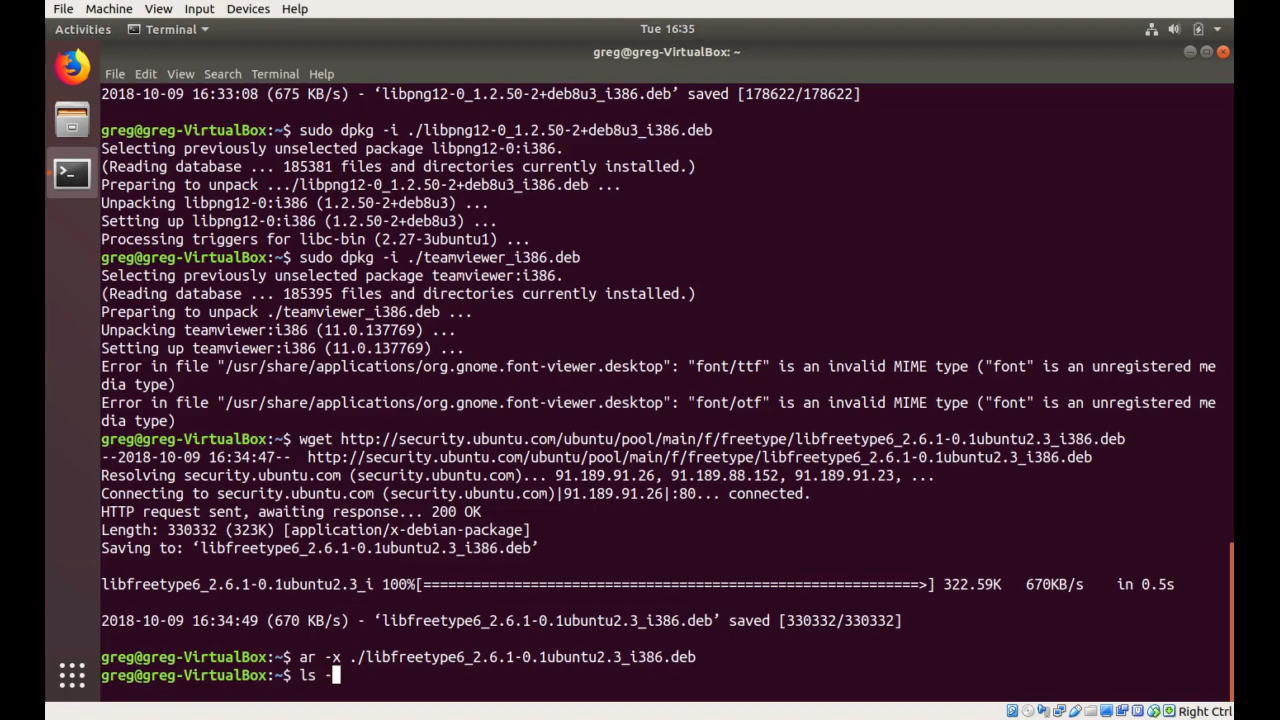 File Machine View Input Devices Help
Activities Terminal Tue 16:35
greg@greg-VirtualBox: ~
File Edit View Search Terminal Help
2018-10-09 16:33:08 (675 KB/s) - ‘libpng12-0_1.2.50-2+deb8u3_i386.deb’ saved [178622/178622]
greg@greg-VirtualBox:~$ sudo dpkg -i ./libpng12-0_1.2.50-2+deb8u3_i386.deb
Selecting previously unselected package libpng12-0:i386.
(Reading database ... 185381 files and directories currently installed.)
Preparing to unpack .../libpng12-0_1.2.50-2+deb8u3_i386.deb ...
Unpacking libpng12-0:i386 (1.2.50-2+deb8u3) ...
Setting up libpng12-0:i386 (1.2.50-2+deb8u3) ...
Processing triggers for libc-bin (2.27-3ubuntu1) ...
greg@greg-VirtualBox:~$ sudo dpkg -i ./teamviewer_i386.deb
Selecting previously unselected package teamviewer:i386.
(Reading database ... 185395 files and directories currently installed.)
Preparing to unpack ./teamviewer_i386.deb ...
Unpacking teamviewer:i386 (11.0.137769) ...
Setting up teamviewer:i386 (11.0.137769) ...
Error in file "/usr/share/applications/org.gnome.font-viewer.desktop": "font/ttf" is an invalid MIME type ("font" is an unregistered me
dia type)
Error in file "/usr/share/applications/org.gnome.font-viewer.desktop": "font/otf" is an invalid MIME type ("font" is an unregistered me
dia type)
greg@greg-VirtualBox:~$ wget http://security.ubuntu.com/ubuntu/pool/main/f/freetype/libfreetype6_2.6.1-0.1ubuntu2.3_i386.deb
--2018-10-09 16:34:47--  http://security.ubuntu.com/ubuntu/pool/main/f/freetype/libfreetype6_2.6.1-0.1ubuntu2.3_i386.deb
Resolving security.ubuntu.com (security.ubuntu.com)... 91.189.91.26, 91.189.88.152, 91.189.91.23, ...
Connecting to security.ubuntu.com (security.ubuntu.com)|91.189.91.26|:80... connected.
HTTP request sent, awaiting response... 200 OK
Length: 330332 (323K) [application/x-debian-package]
Saving to: ‘libfreetype6_2.6.1-0.1ubuntu2.3_i386.deb’
libfreetype6_2.6.1-0.1ubuntu2.3_i 100%[============================================================>] 322.59K   670KB/s    in 0.5s
2018-10-09 16:34:49 (670 KB/s) - ‘libfreetype6_2.6.1-0.1ubuntu2.3_i386.deb’ saved [330332/330332]
greg@greg-VirtualBox:~$ ar -x ./libfreetype6_2.6.1-0.1ubuntu2.3_i386.deb
greg@greg-VirtualBox:~$ ls -
Right Ctrl